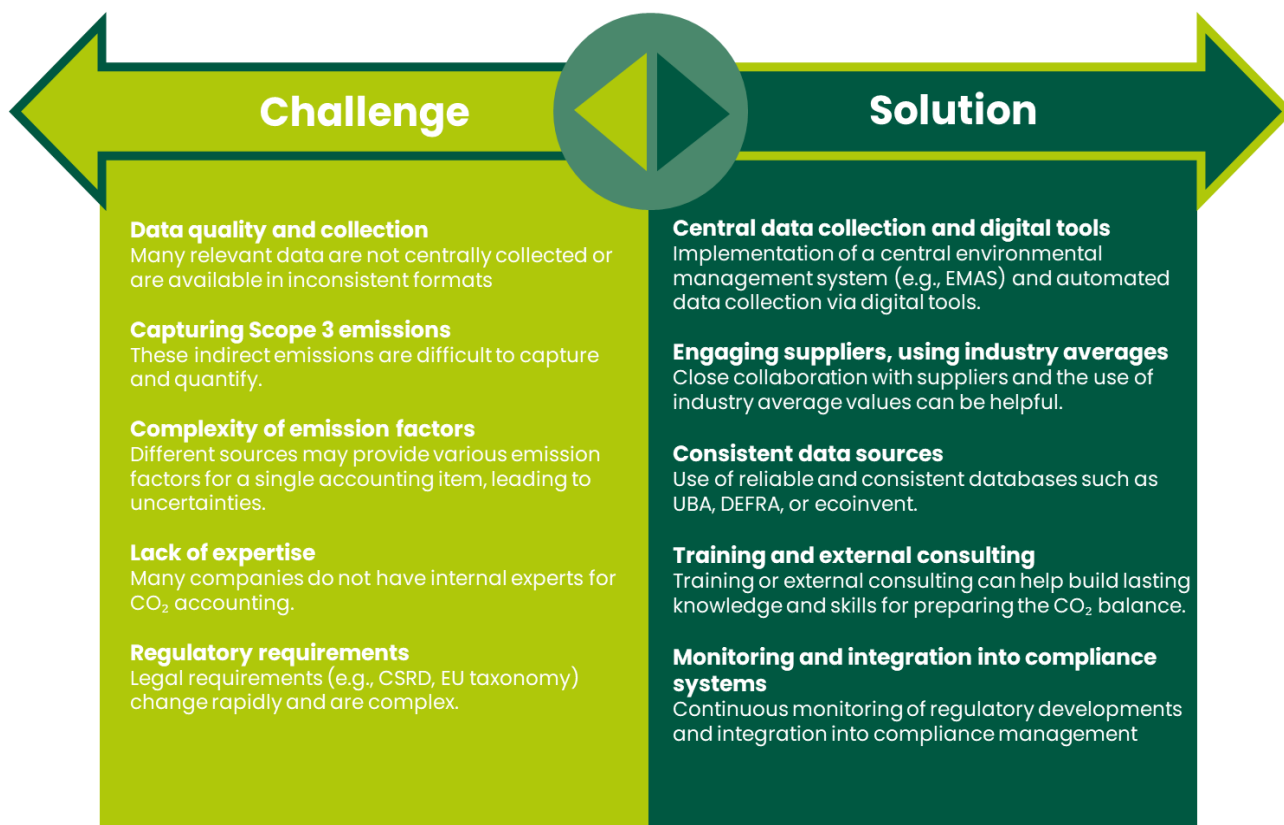 Challenge
Data quality and collection
Many relevant data are not centrally collected or
are available in inconsistent formats
Capturing Scope 3 emissions
These indirect emissions are difficult to capture
and quantify.
Complexity of emission factors
Different sources may provide various emission
factors for a single accounting item, leading to
uncertainties.
Lack of expertise
Many companies do not have internal experts for
CO₂ accounting.
Regulatory requirements
Legal requirements (e.g., CSRD, EU taxonomy)
change rapidly and are complex.
Solution
Central data collection and digital tools
Implementation of a central environmental
management system (e.g., EMAS) and automated
data collection via digital tools.
Engaging suppliers, using industry averages
Close collaboration with suppliers and the use of
industry average values can be helpful.
Consistent data sources
Use of reliable and consistent databases such as
UBA, DEFRA, or ecoinvent.
Training and external consulting
Training or external consulting can help build lasting
knowledge and skills for preparing the CO₂ balance.
Monitoring and integration into compliance
systems
Continuous monitoring of regulatory developments
and integration into compliance management